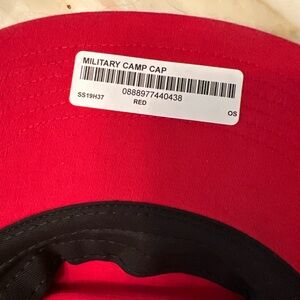 MILITARY CAMP CAP
0888977440438
SS19H37 RED OS